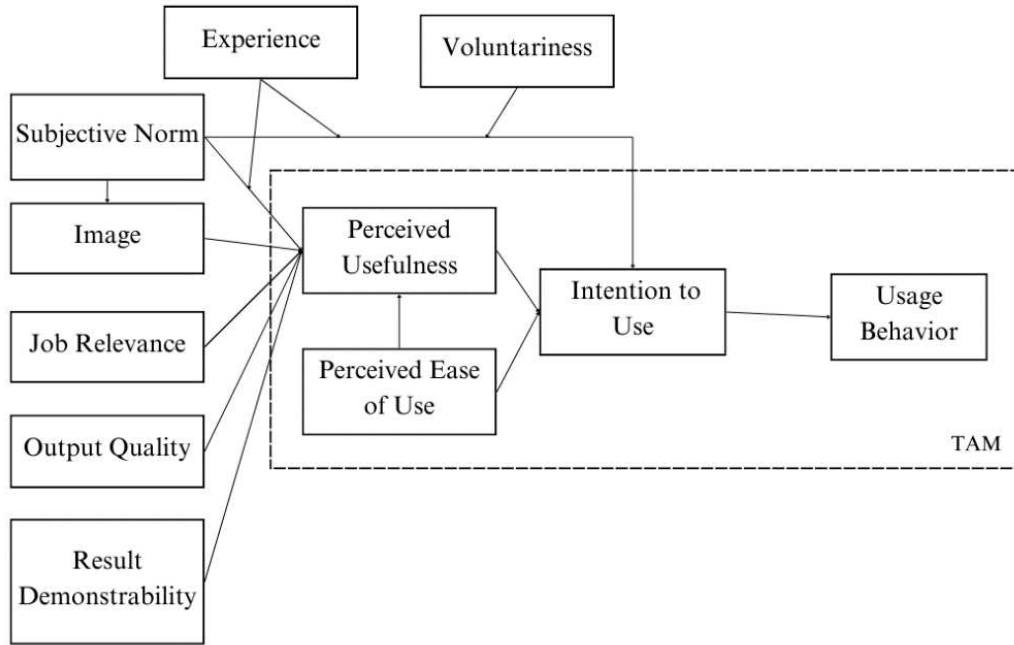 Experience
Voluntariness
Subjective Norm
Image
Job Relevance
Output Quality
Result
Demonstrability
Perceived
Usefulness
Perceived Ease
of Use
Intention to
Use
Usage
Behavior
TAM